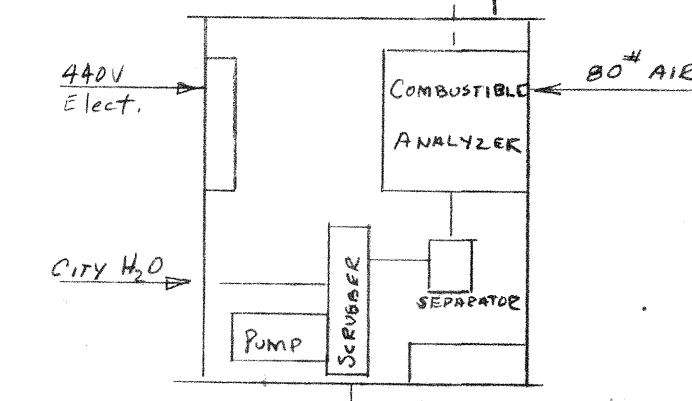 440V
Elect.
COMBUSTIBLE
ANALYZER
80# AIR
CITY H₂O
PUMP
SCRUBBER
SEPARATOR